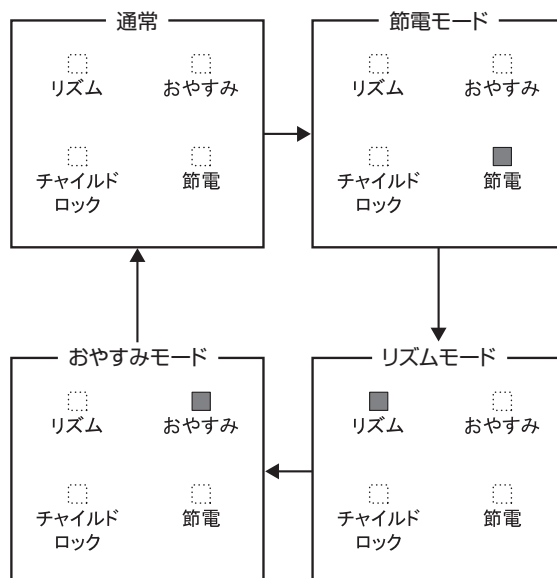 通常
リズム
おやすみ
チャイルド
ロック
節電
節電モード
リズム
おやすみ
チャイルド
ロック
節電
おやすみモード
リズム
おやすみ
チャイルド
ロック
節電
リズムモード
リズム
おやすみ
チャイルド
ロック
節電